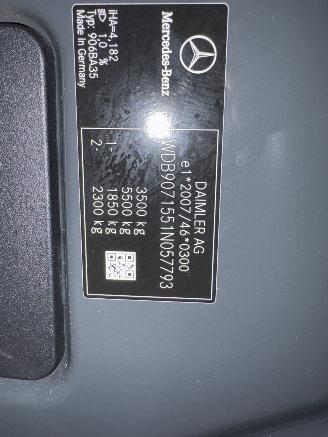 Mercedes-Benz
DAIMLER AG
e1*2007/46*0300
WDB9071551N057793
3500 kg
5500 kg
1- 1850 kg
2- 2300 kg
iHA=4,182
1,0 %
Typ: 906BA35
Made in Germany